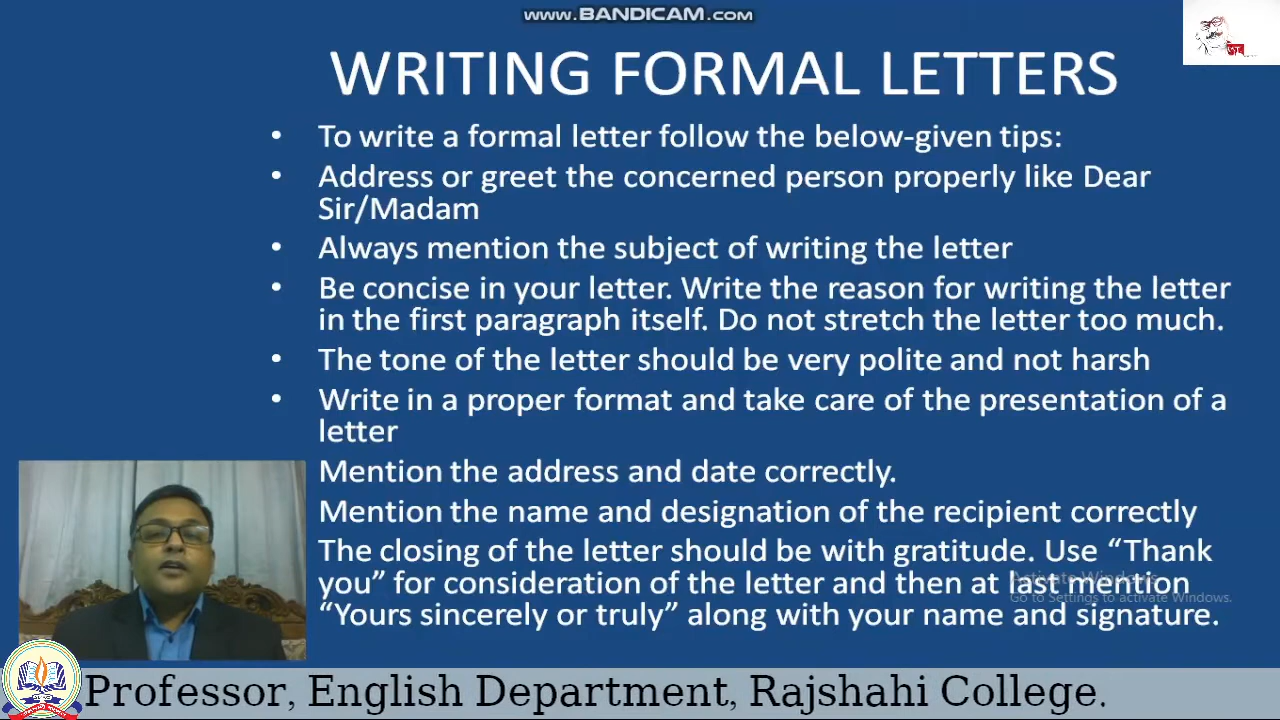 www.BANDICAM.com
WRITING FORMAL LETTERS
• To write a formal letter follow the below-given tips:
• Address or greet the concerned person properly like Dear
Sir/Madam
• Always mention the subject of writing the letter
• Be concise in your letter. Write the reason for writing the letter
in the first paragraph itself. Do not stretch the letter too much.
• The tone of the letter should be very polite and not harsh
• Write in a proper format and take care of the presentation of a
letter
Mention the address and date correctly.
Mention the name and designation of the recipient correctly
The closing of the letter should be with gratitude. Use “Thank
you” for consideration of the letter and then at last mention
“Yours sincerely or truly” along with your name and signature.
Activate Windows
Go to Settings to activate Windows.
Professor, English Department, Rajshahi College.